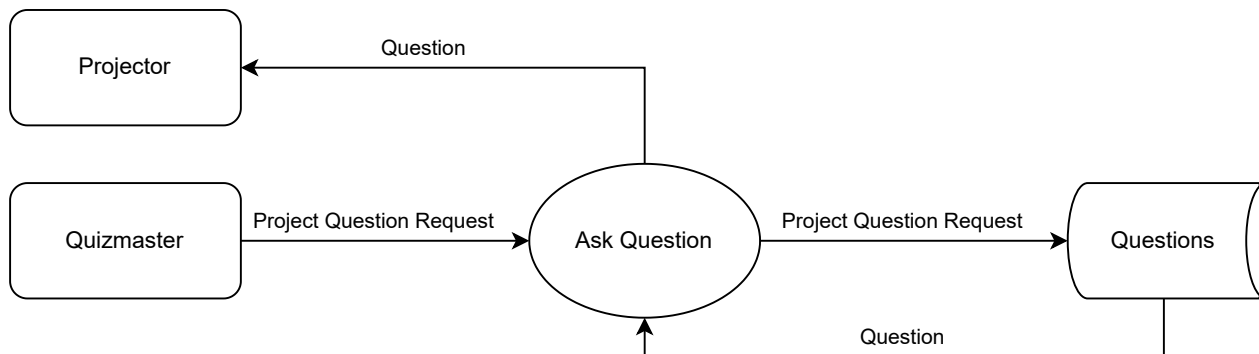 Question
Projector
Project Question Request
Project Question Request
Quizmaster
Ask Question
Questions
Question